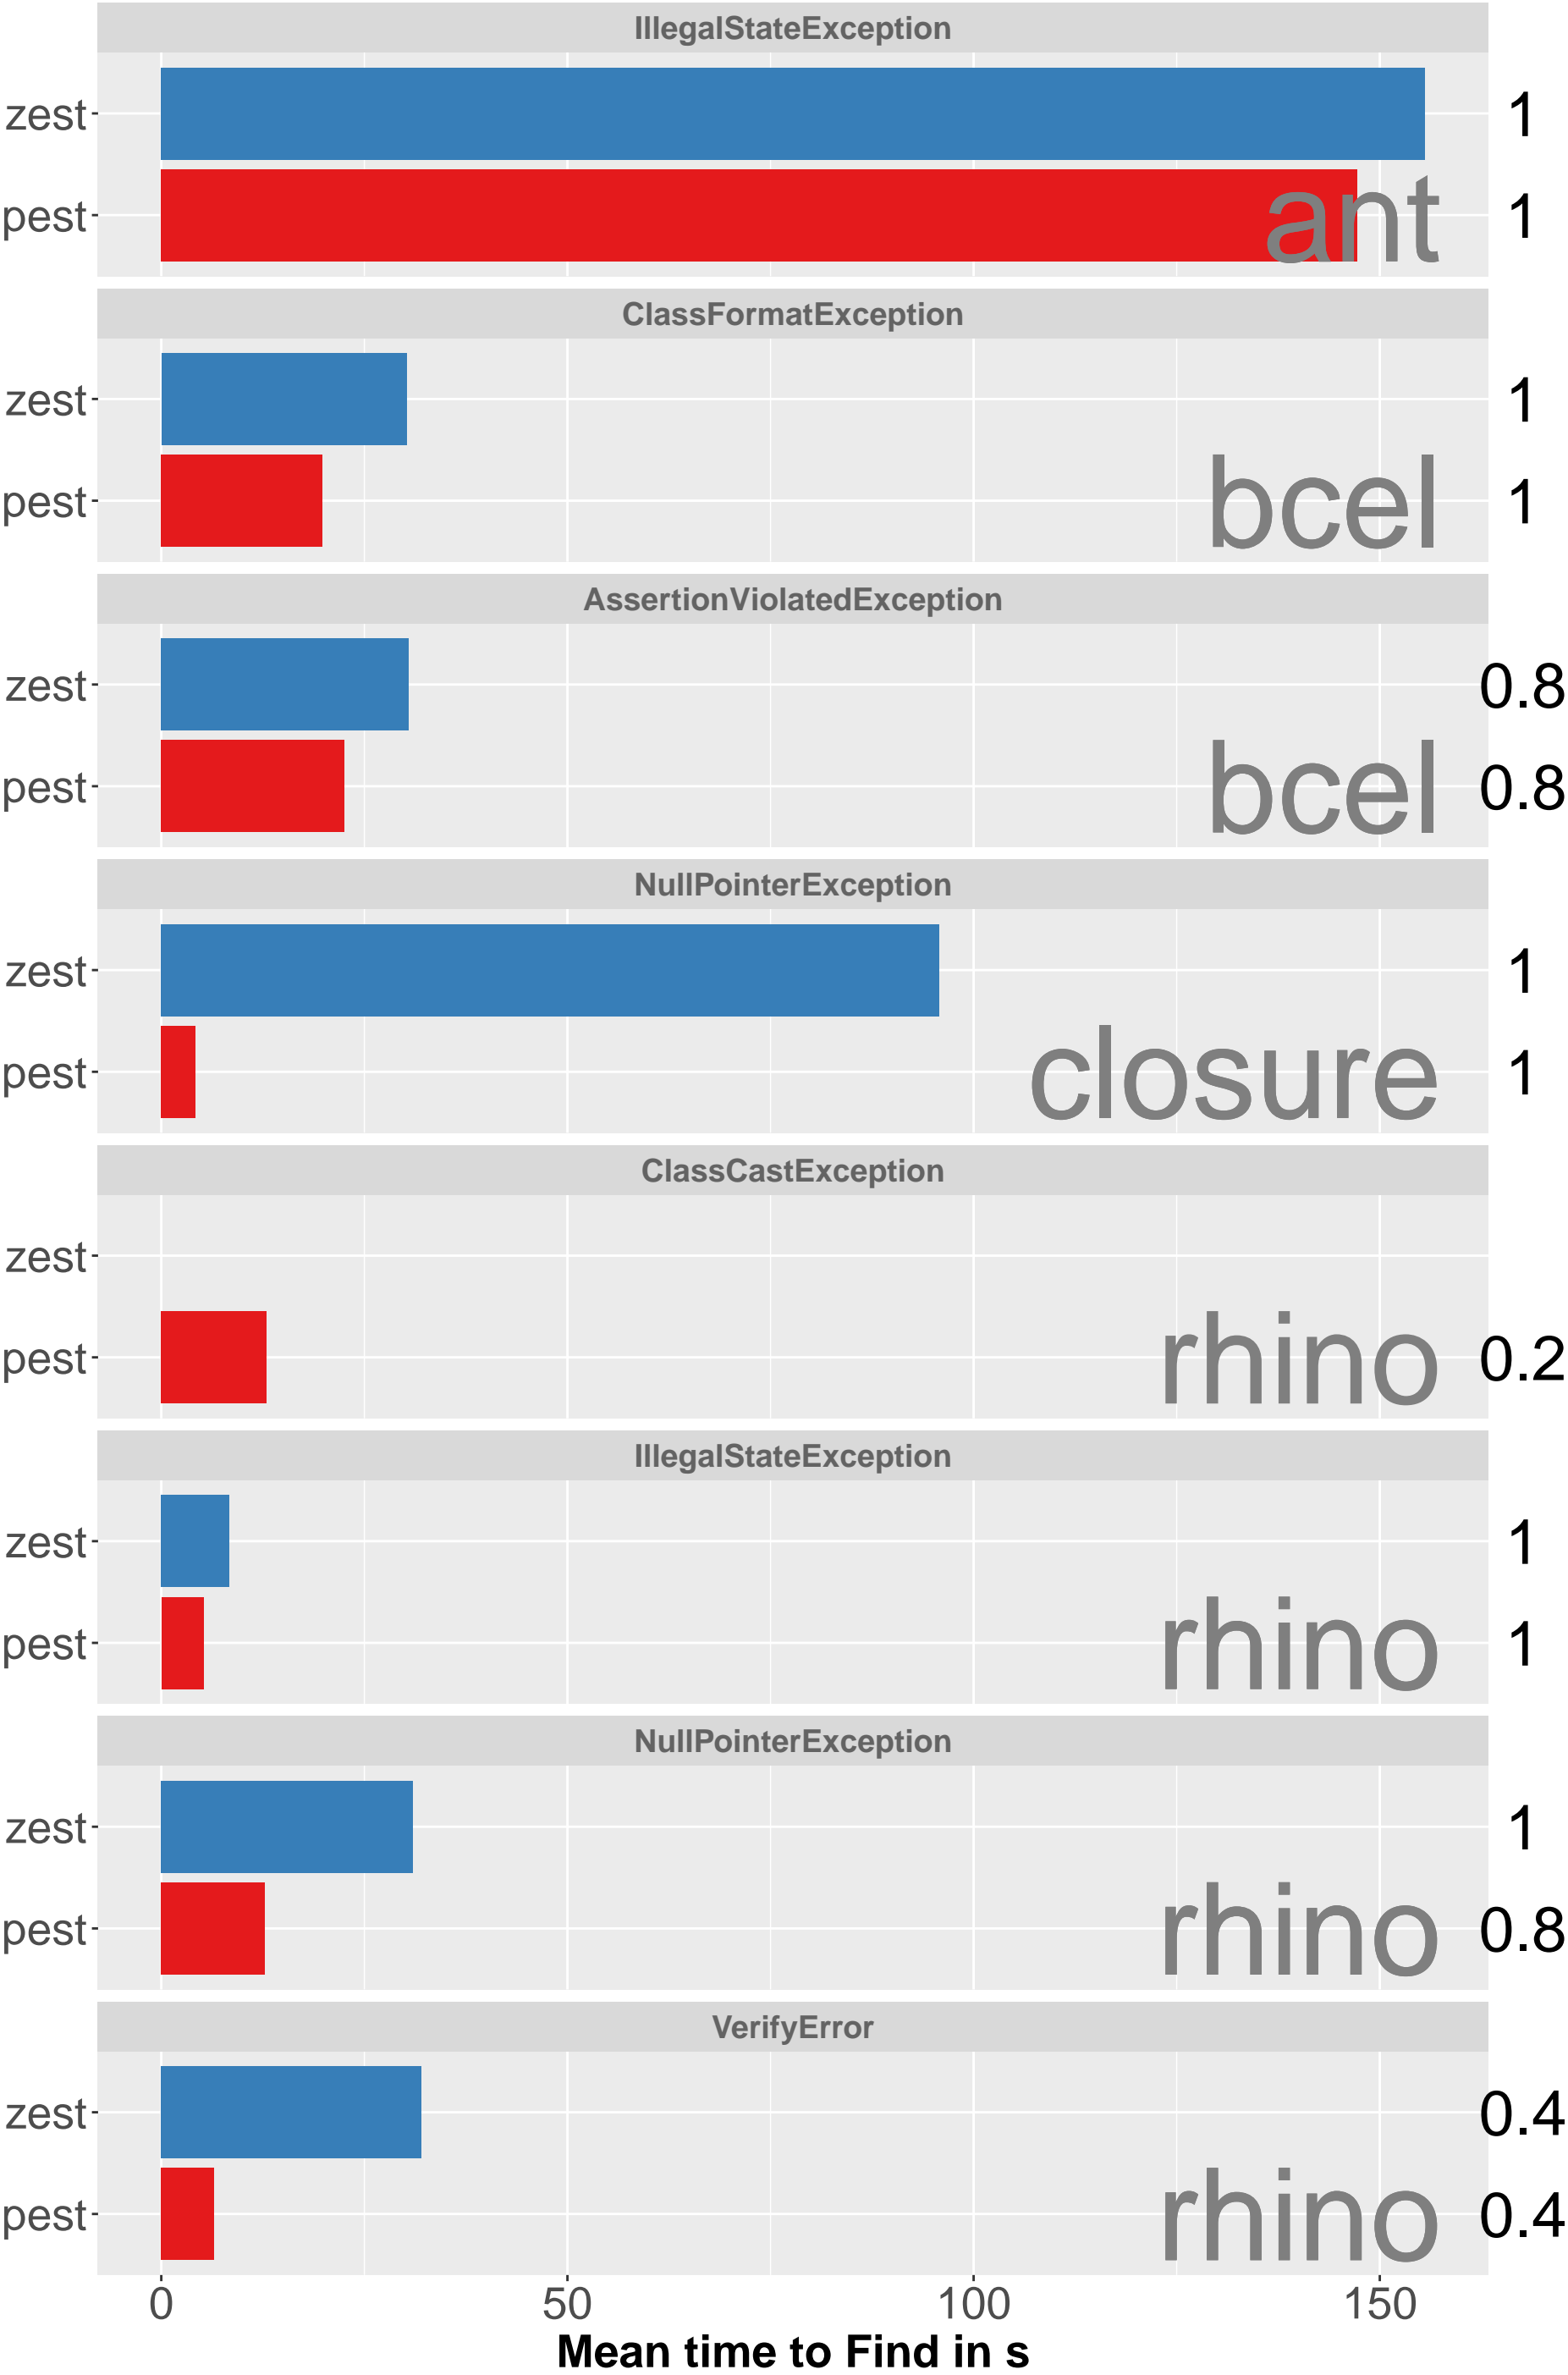 IllegalStateException
zest 1
pest ant 1
ClassFormatException
zest 1
pest bcel 1
AssertionViolatedException
zest 0.8
pest bcel 0.8
NullPointerException
zest 1
pest closure 1
ClassCastException
zest
pest rhino 0.2
IllegalStateException
zest 1
pest rhino 1
NullPointerException
zest 1
pest rhino 0.8
VerifyError
zest 0.4
pest rhino 0.4
0 50 100 150
Mean time to Find in s